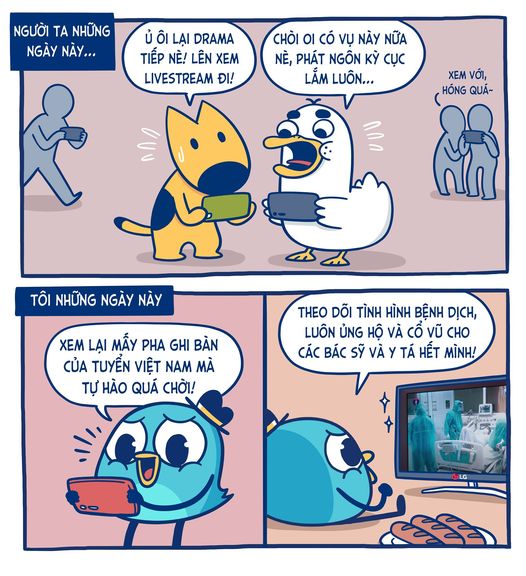 NGƯỜI TA NHỮNG
NGÀY NÀY...
Ủ ÔI LẠI DRAMA
TIẾP NÈ! LÊN XEM
LIVESTREAM ĐI!
CHỜI OI CÓ VỤ NÀY NỮA
NÈ, PHÁT NGÔN KỲ CỤC
LẮM LUÔN...
XEM VỚI,
HÓNG QUÁ~
TÔI NHỮNG NGÀY NÀY
XEM LẠI MẤY PHA GHI BÀN
CỦA TUYỂN VIỆT NAM MÀ
TỰ HÀO QUÁ CHỜI!
THEO DÕI TÌNH HÌNH BỆNH DỊCH,
LUÔN ỦNG HỘ VÀ CỔ VŨ CHO
CÁC BÁC SỸ VÀ Y TÁ HẾT MÌNH!
LG